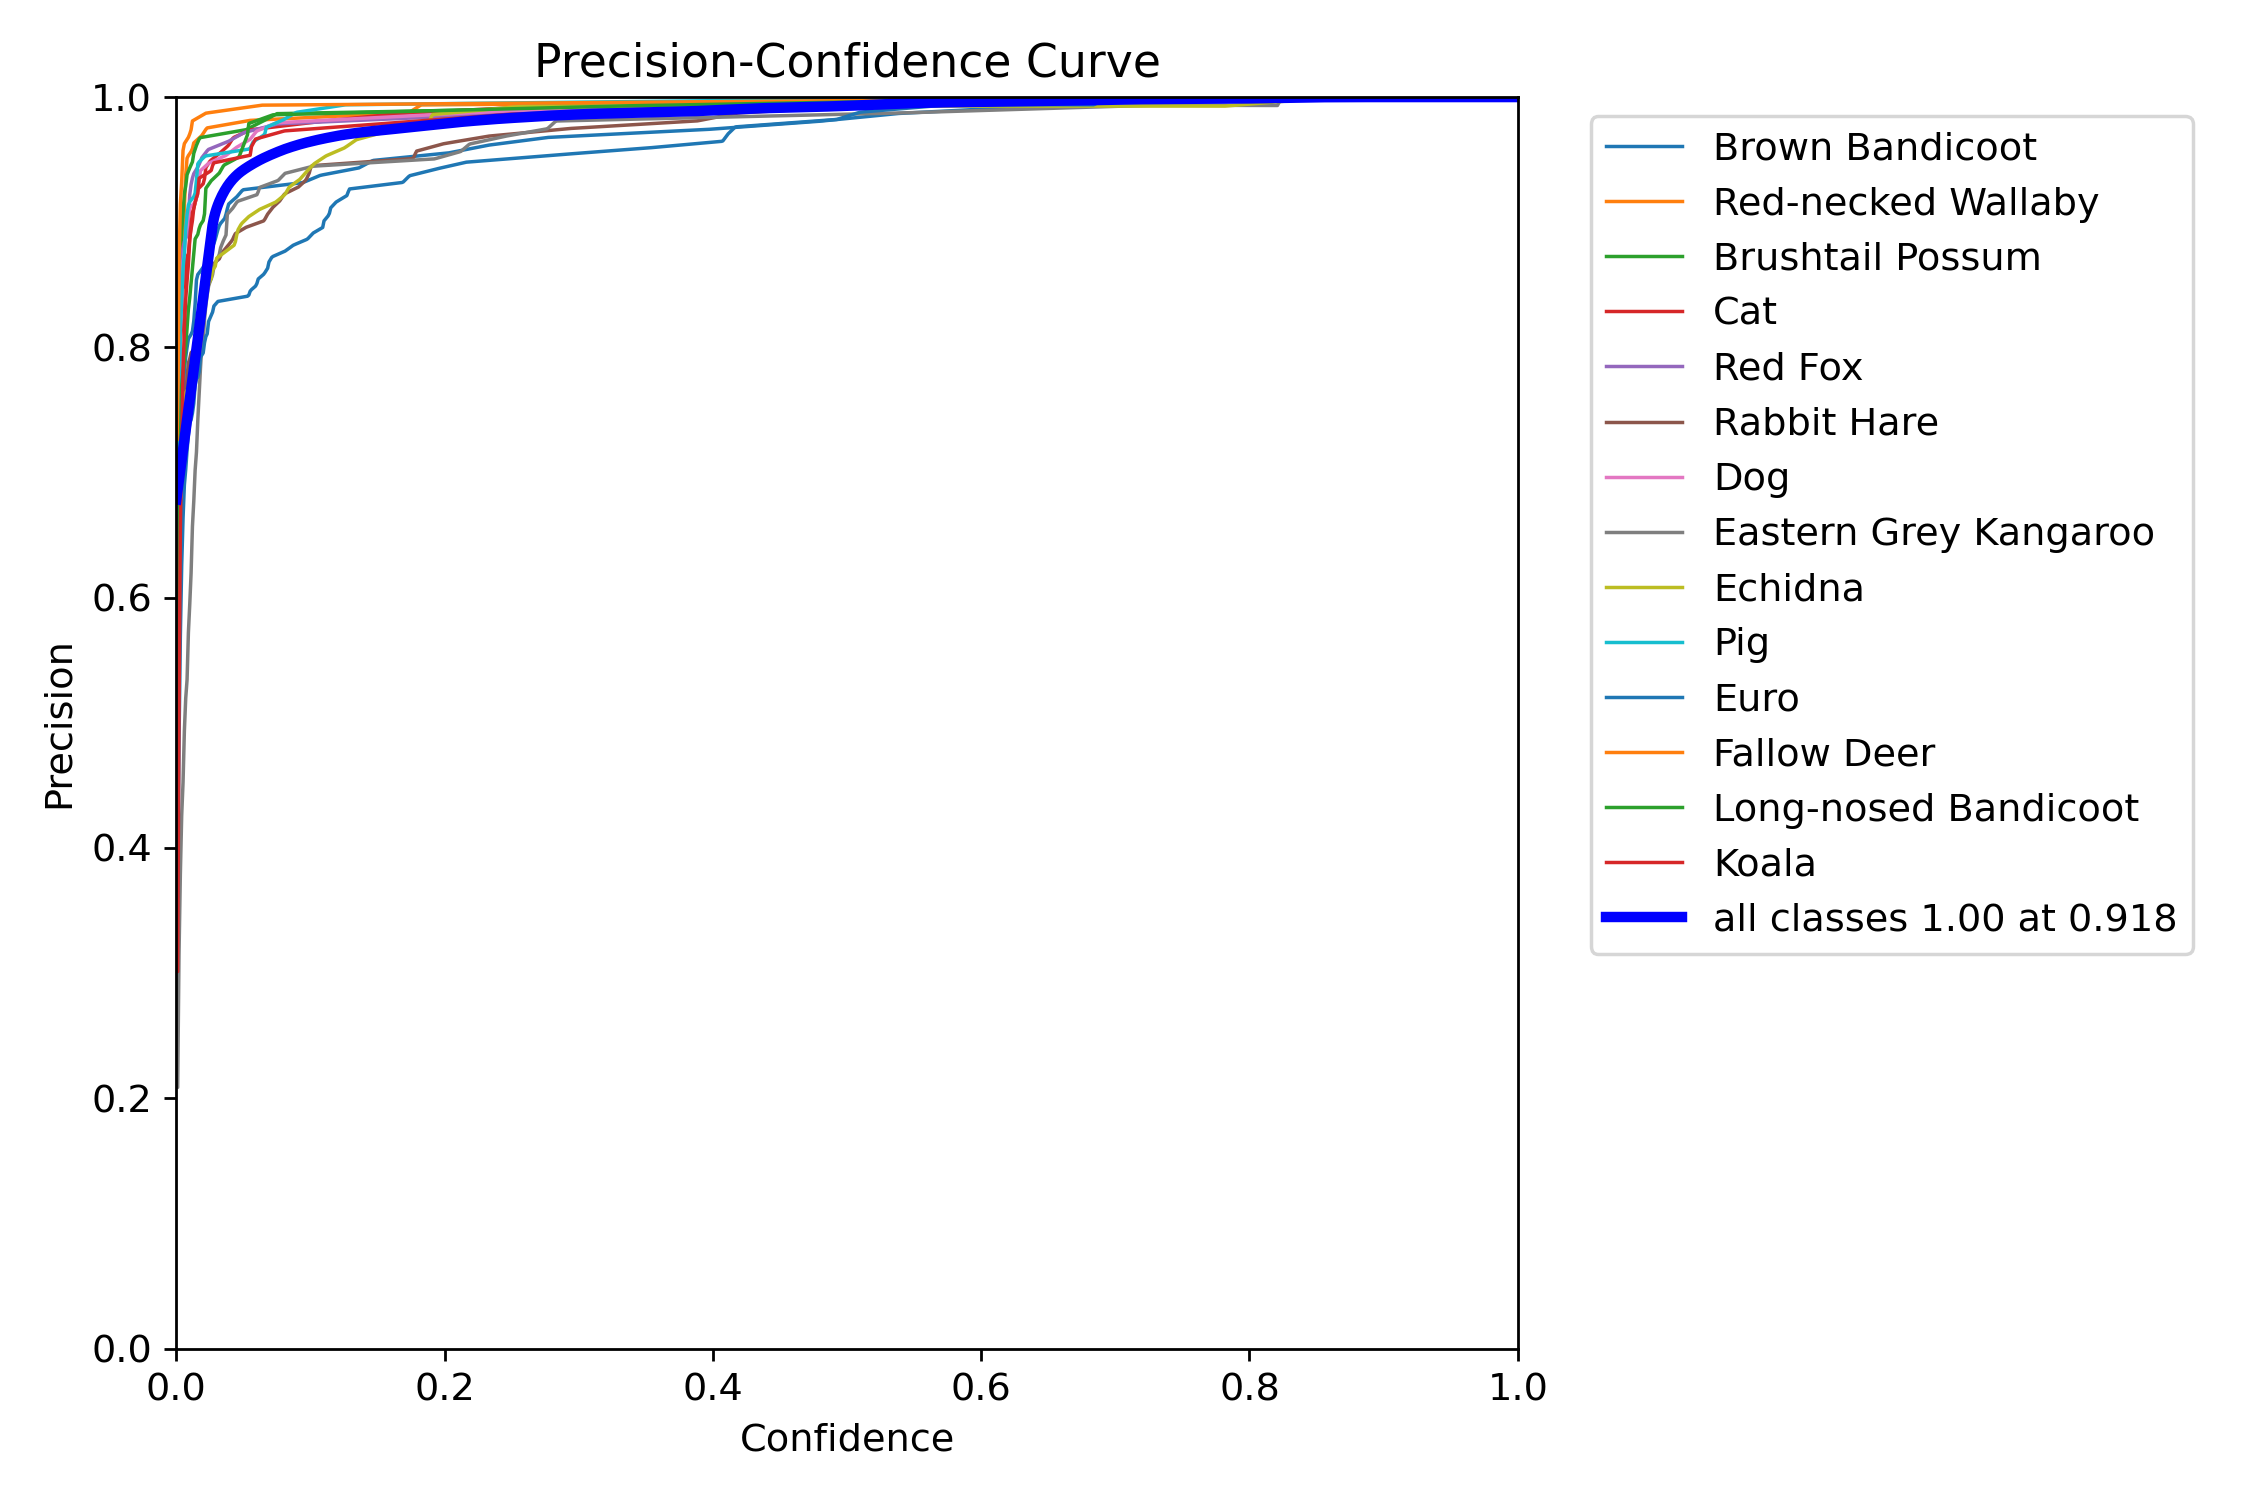 Precision-Confidence Curve
1.0
0.8
0.6
0.4
0.2
0.0
Precision
0.0 0.2 0.4 0.6 0.8 1.0
Confidence
Brown Bandicoot
Red-necked Wallaby
Brushtail Possum
Cat
Red Fox
Rabbit Hare
Dog
Eastern Grey Kangaroo
Echidna
Pig
Euro
Fallow Deer
Long-nosed Bandicoot
Koala
all classes 1.00 at 0.918